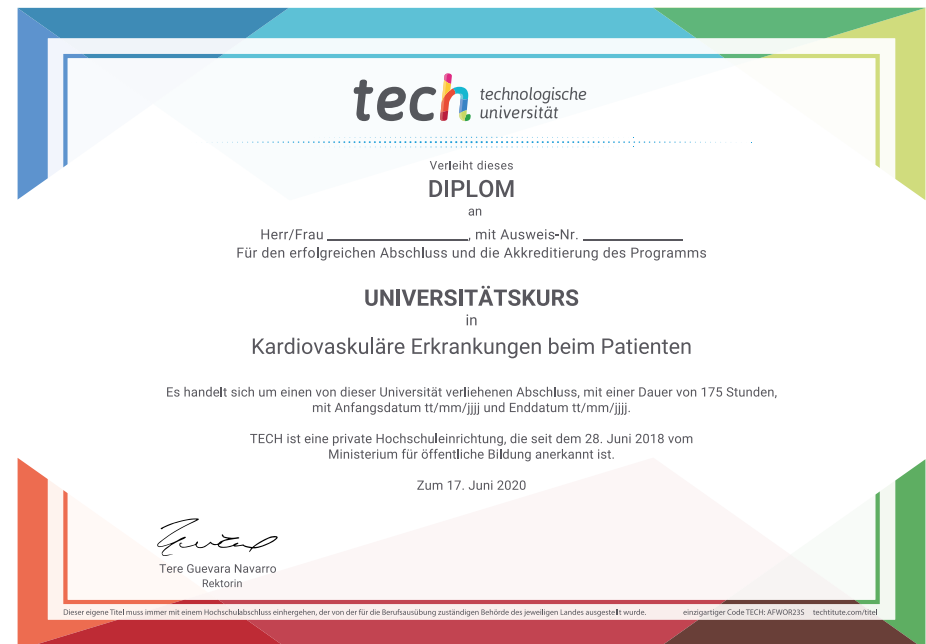 tech technologische
universität
Verleiht dieses
DIPLOM
an
Herr/Frau ____________________, mit Ausweis-Nr. ______________
Für den erfolgreichen Abschluss und die Akkreditierung des Programms
UNIVERSITÄTSKURS
in
Kardiovaskuläre Erkrankungen beim Patienten
Es handelt sich um einen von dieser Universität verliehenen Abschluss, mit einer Dauer von 175 Stunden,
mit Anfangsdatum tt/mm/jjjj und Enddatum tt/mm/jjjj.
TECH ist eine private Hochschuleinrichtung, die seit dem 28. Juni 2018 vom
Ministerium für öffentliche Bildung anerkannt ist.
Zum 17. Juni 2020
Tere Guevara Navarro
Rektorin
Dieser eigene Titel muss immer mit einem Hochschulabschluss einhergehen, der von der für die Berufsausübung zuständigen Behörde des jeweiligen Landes ausgestellt wurde. einzigartiger Code TECH: AFWOR23S techtitute.com/titel